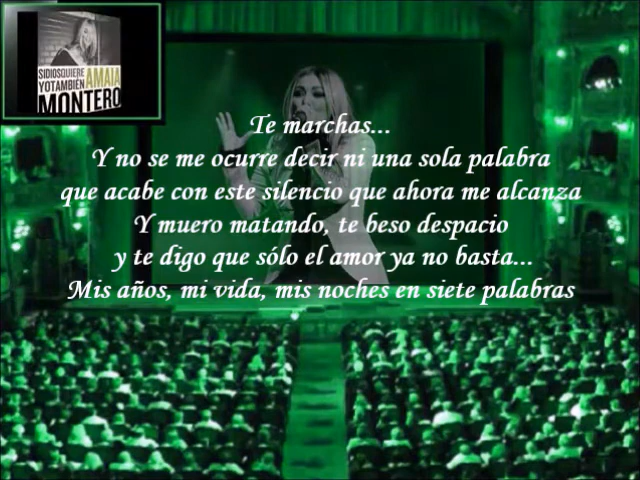 SIDIOSQUIERE
YOTAMBIÉN AMAIA
MONTERO
Te marchas...
Y no se me ocurre decir ni una sola palabra
que acabe con este silencio que ahora me alcanza
Y muero matando, te beso despacio
y te digo que sólo el amor ya no basta...
Mis años, mi vida, mis noches en siete palabras